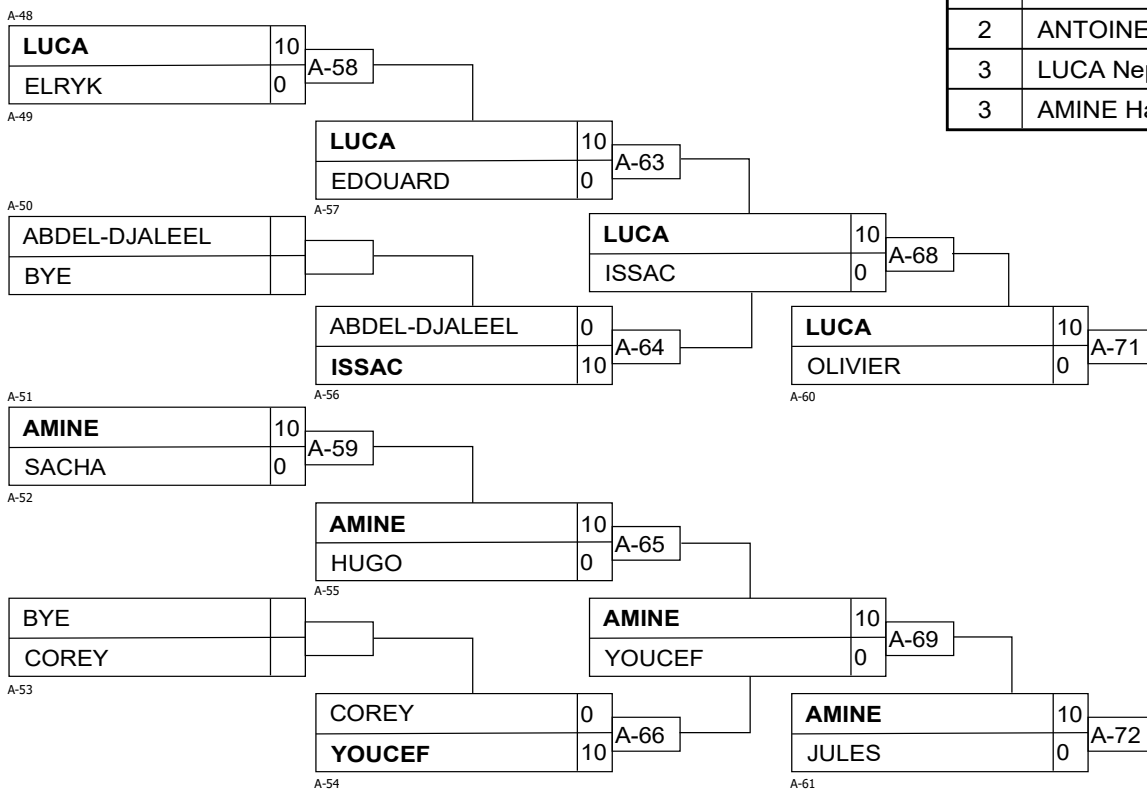 A-48
LUCA 10
ELRYK 0
A-58
A-49
2 ANTOINE
3 LUCA
3 AMINE
LUCA 10
EDOUARD 0
A-63
A-57
A-50
ABDEL-DJALEEL
BYE
LUCA 10
ISSAC 0
A-68
ABDEL-DJALEEL 0
ISSAC 10
A-64
A-56
LUCA 10
OLIVIER 0
A-71
A-60
A-51
AMINE 10
SACHA 0
A-59
A-52
AMINE 10
HUGO 0
A-65
A-55
BYE
COREY
A-53
AMINE 10
YOUCEF 0
A-69
COREY 0
YOUCEF 10
A-66
A-54
AMINE 10
JULES 0
A-72
A-61